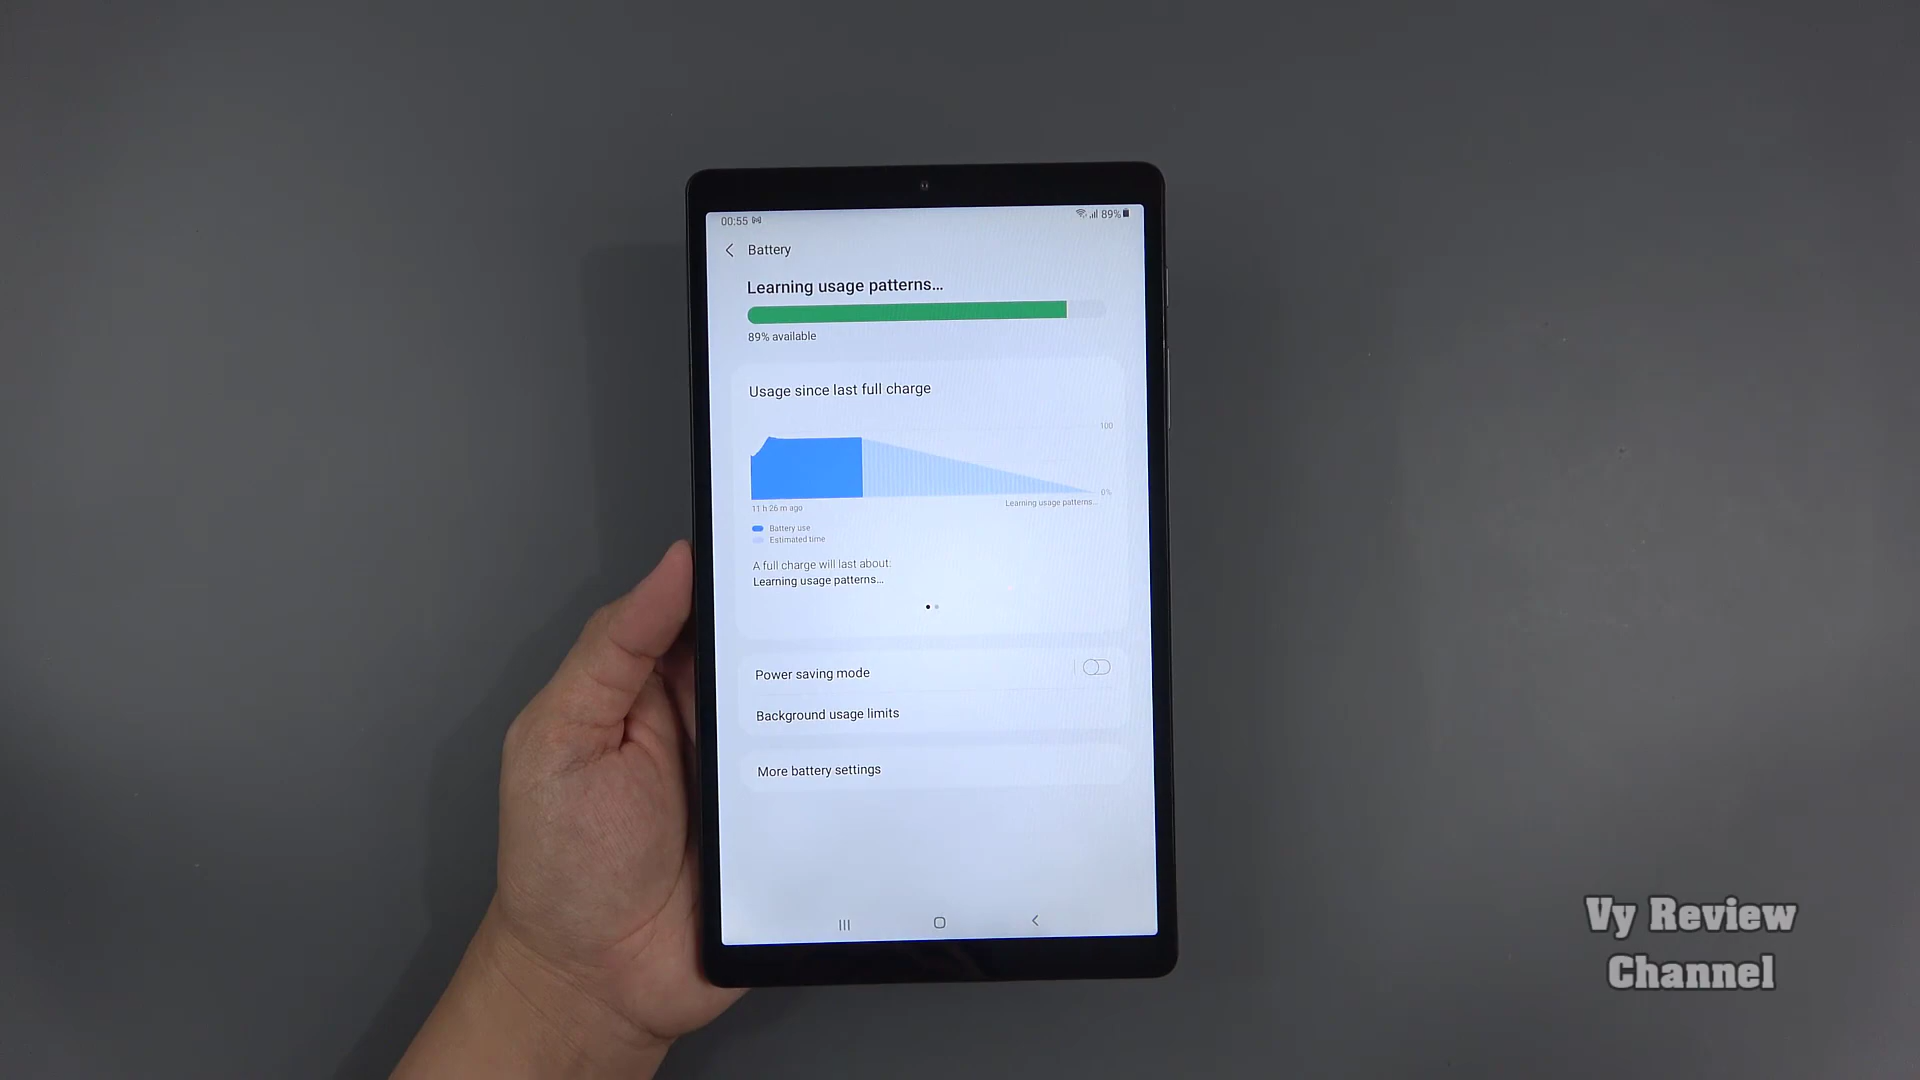 00:55
89%
Battery
Learning usage patterns...
89% available
Usage since last full charge
100
0%
11 h 26 m ago
Learning usage patterns...
Battery use
Estimated time
A full charge will last about:
Learning usage patterns...
Power saving mode
Background usage limits
More battery settings
Vy Review
Channel